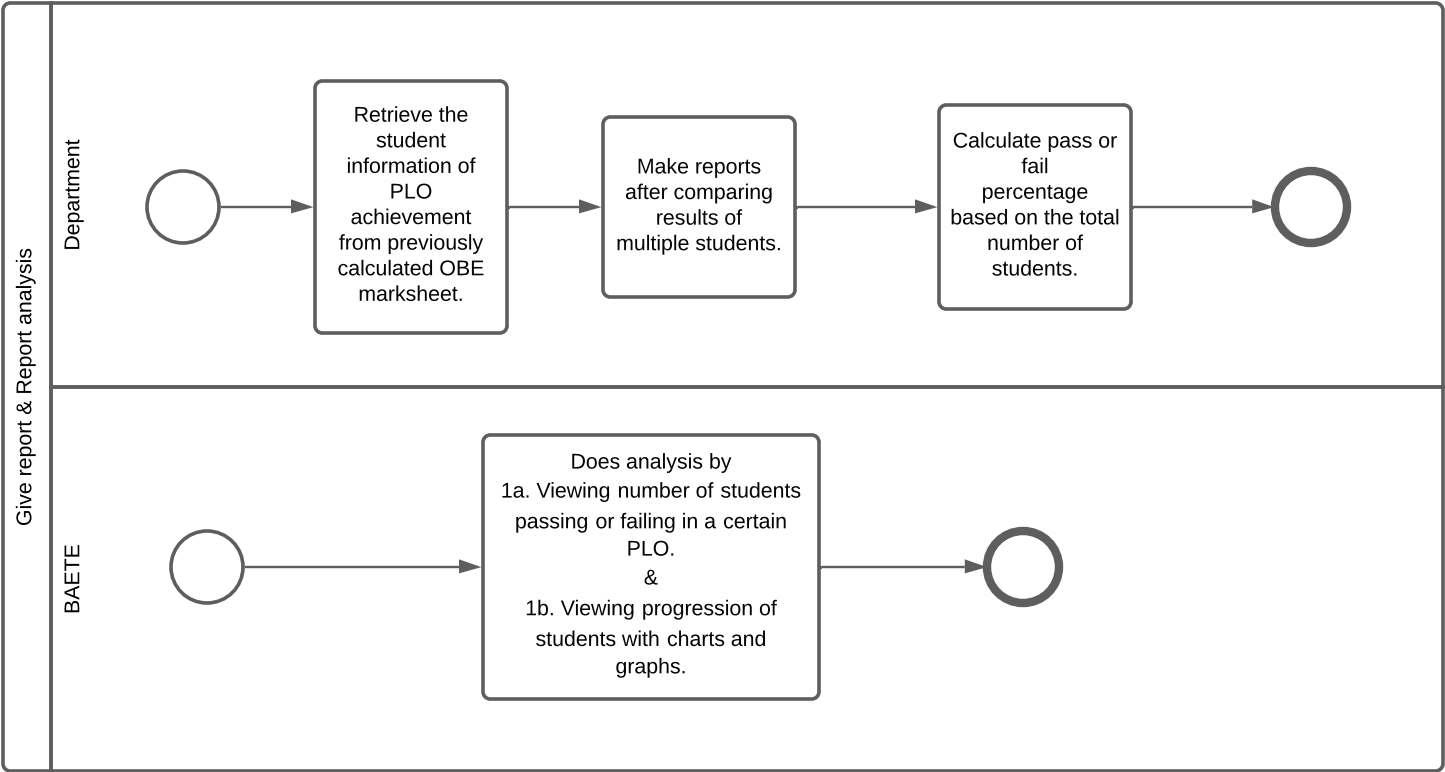 Give report & Report analysis
Department
Retrieve the
student
information of
PLO
achievement
from previously
calculated OBE
marksheet.
Make reports
after comparing
results of
multiple students.
Calculate pass or
fail
percentage
based on the total
number of
students.
BAETE
Does analysis by
1a. Viewing number of students
passing or failing in a certain
PLO.
&
1b. Viewing progression of
students with charts and
graphs.